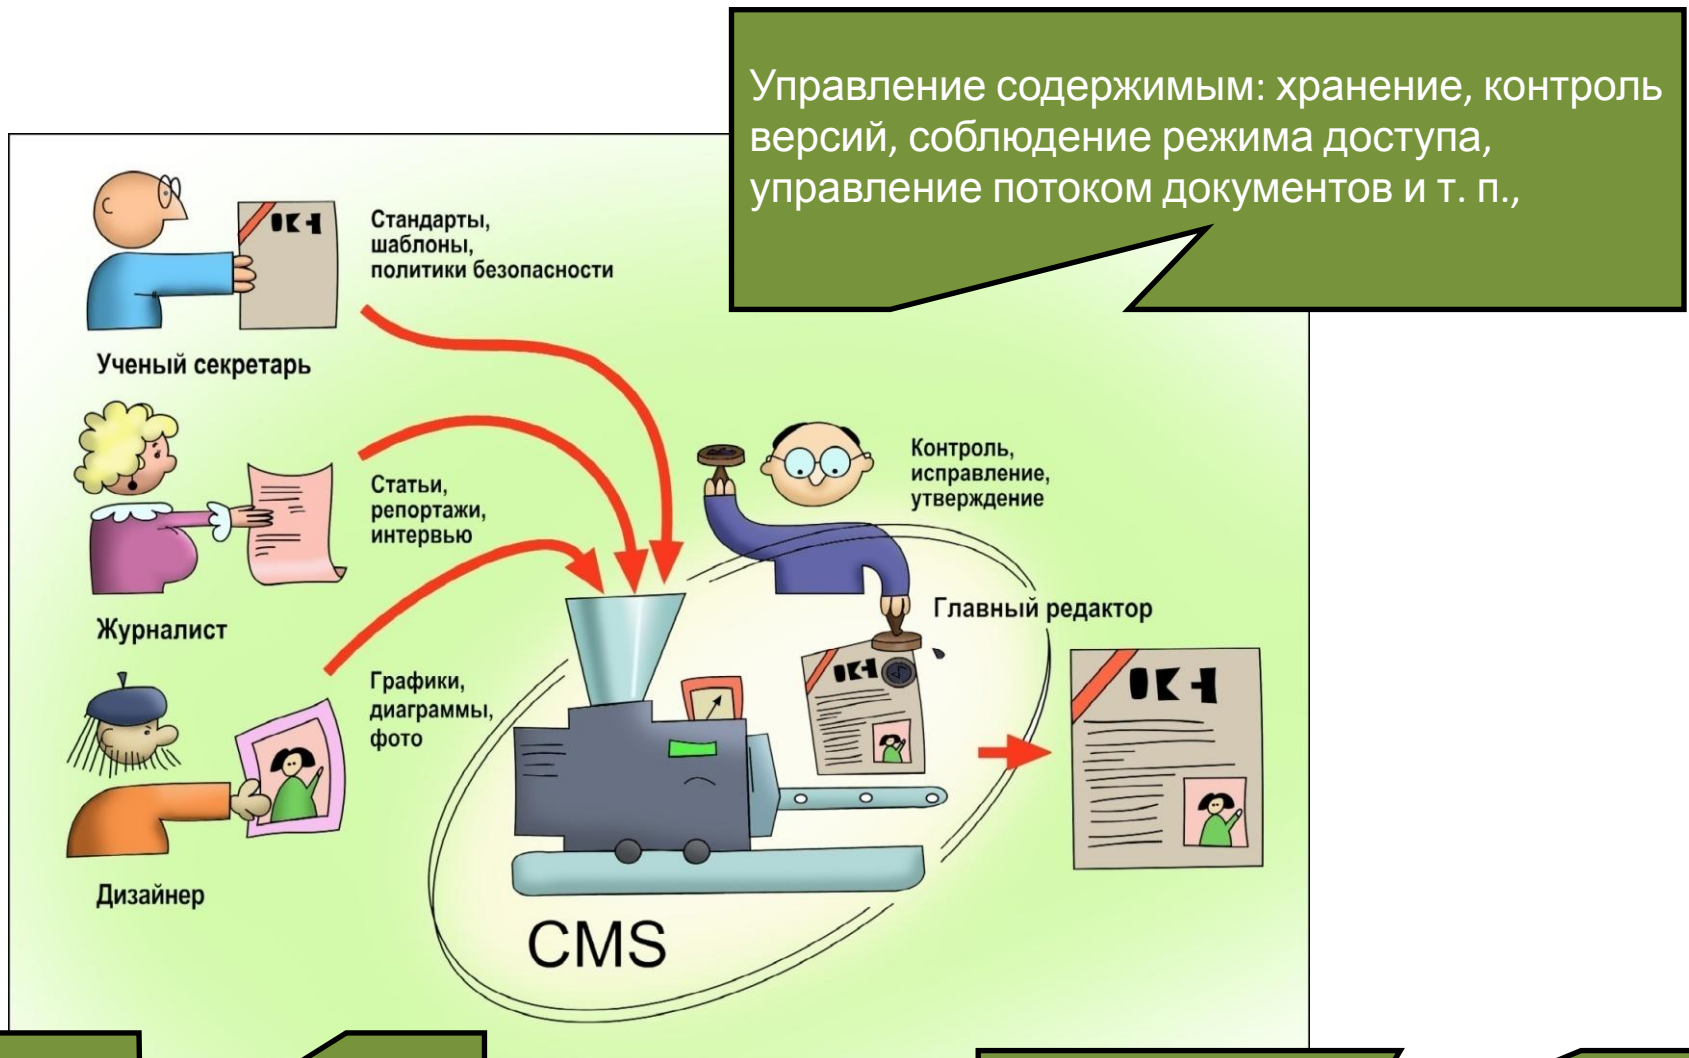 Управление содержимым: хранение, контроль
версий, соблюдение режима доступа,
управление потоком документов и т. п.,
Стандарты,
шаблоны,
политики безопасности
Ученый секретарь
Статьи,
репортажи,
интервью
Журналист
Графики,
диаграммы,
фото
Дизайнер
Контроль,
исправление,
утверждение
Главный редактор
CMS